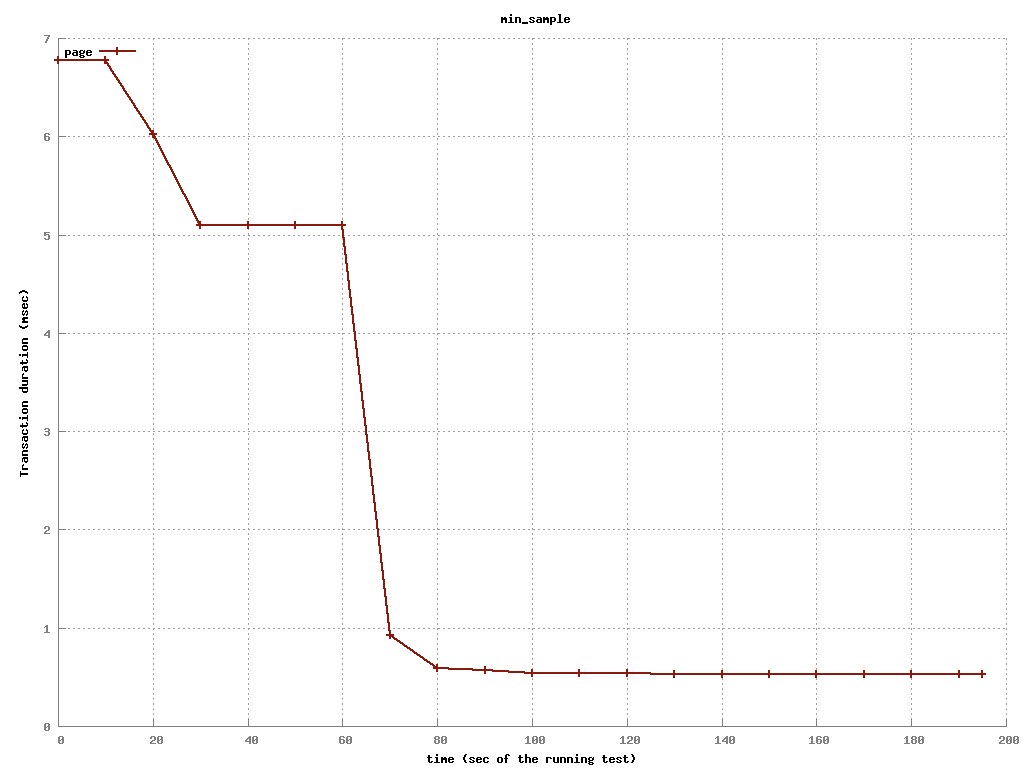 min_sample
page
7
6
5
4
3
2
1
0
Transaction duration (msec)
0 20 40 60 80 100 120 140 160 180 200
time (sec of the running test)